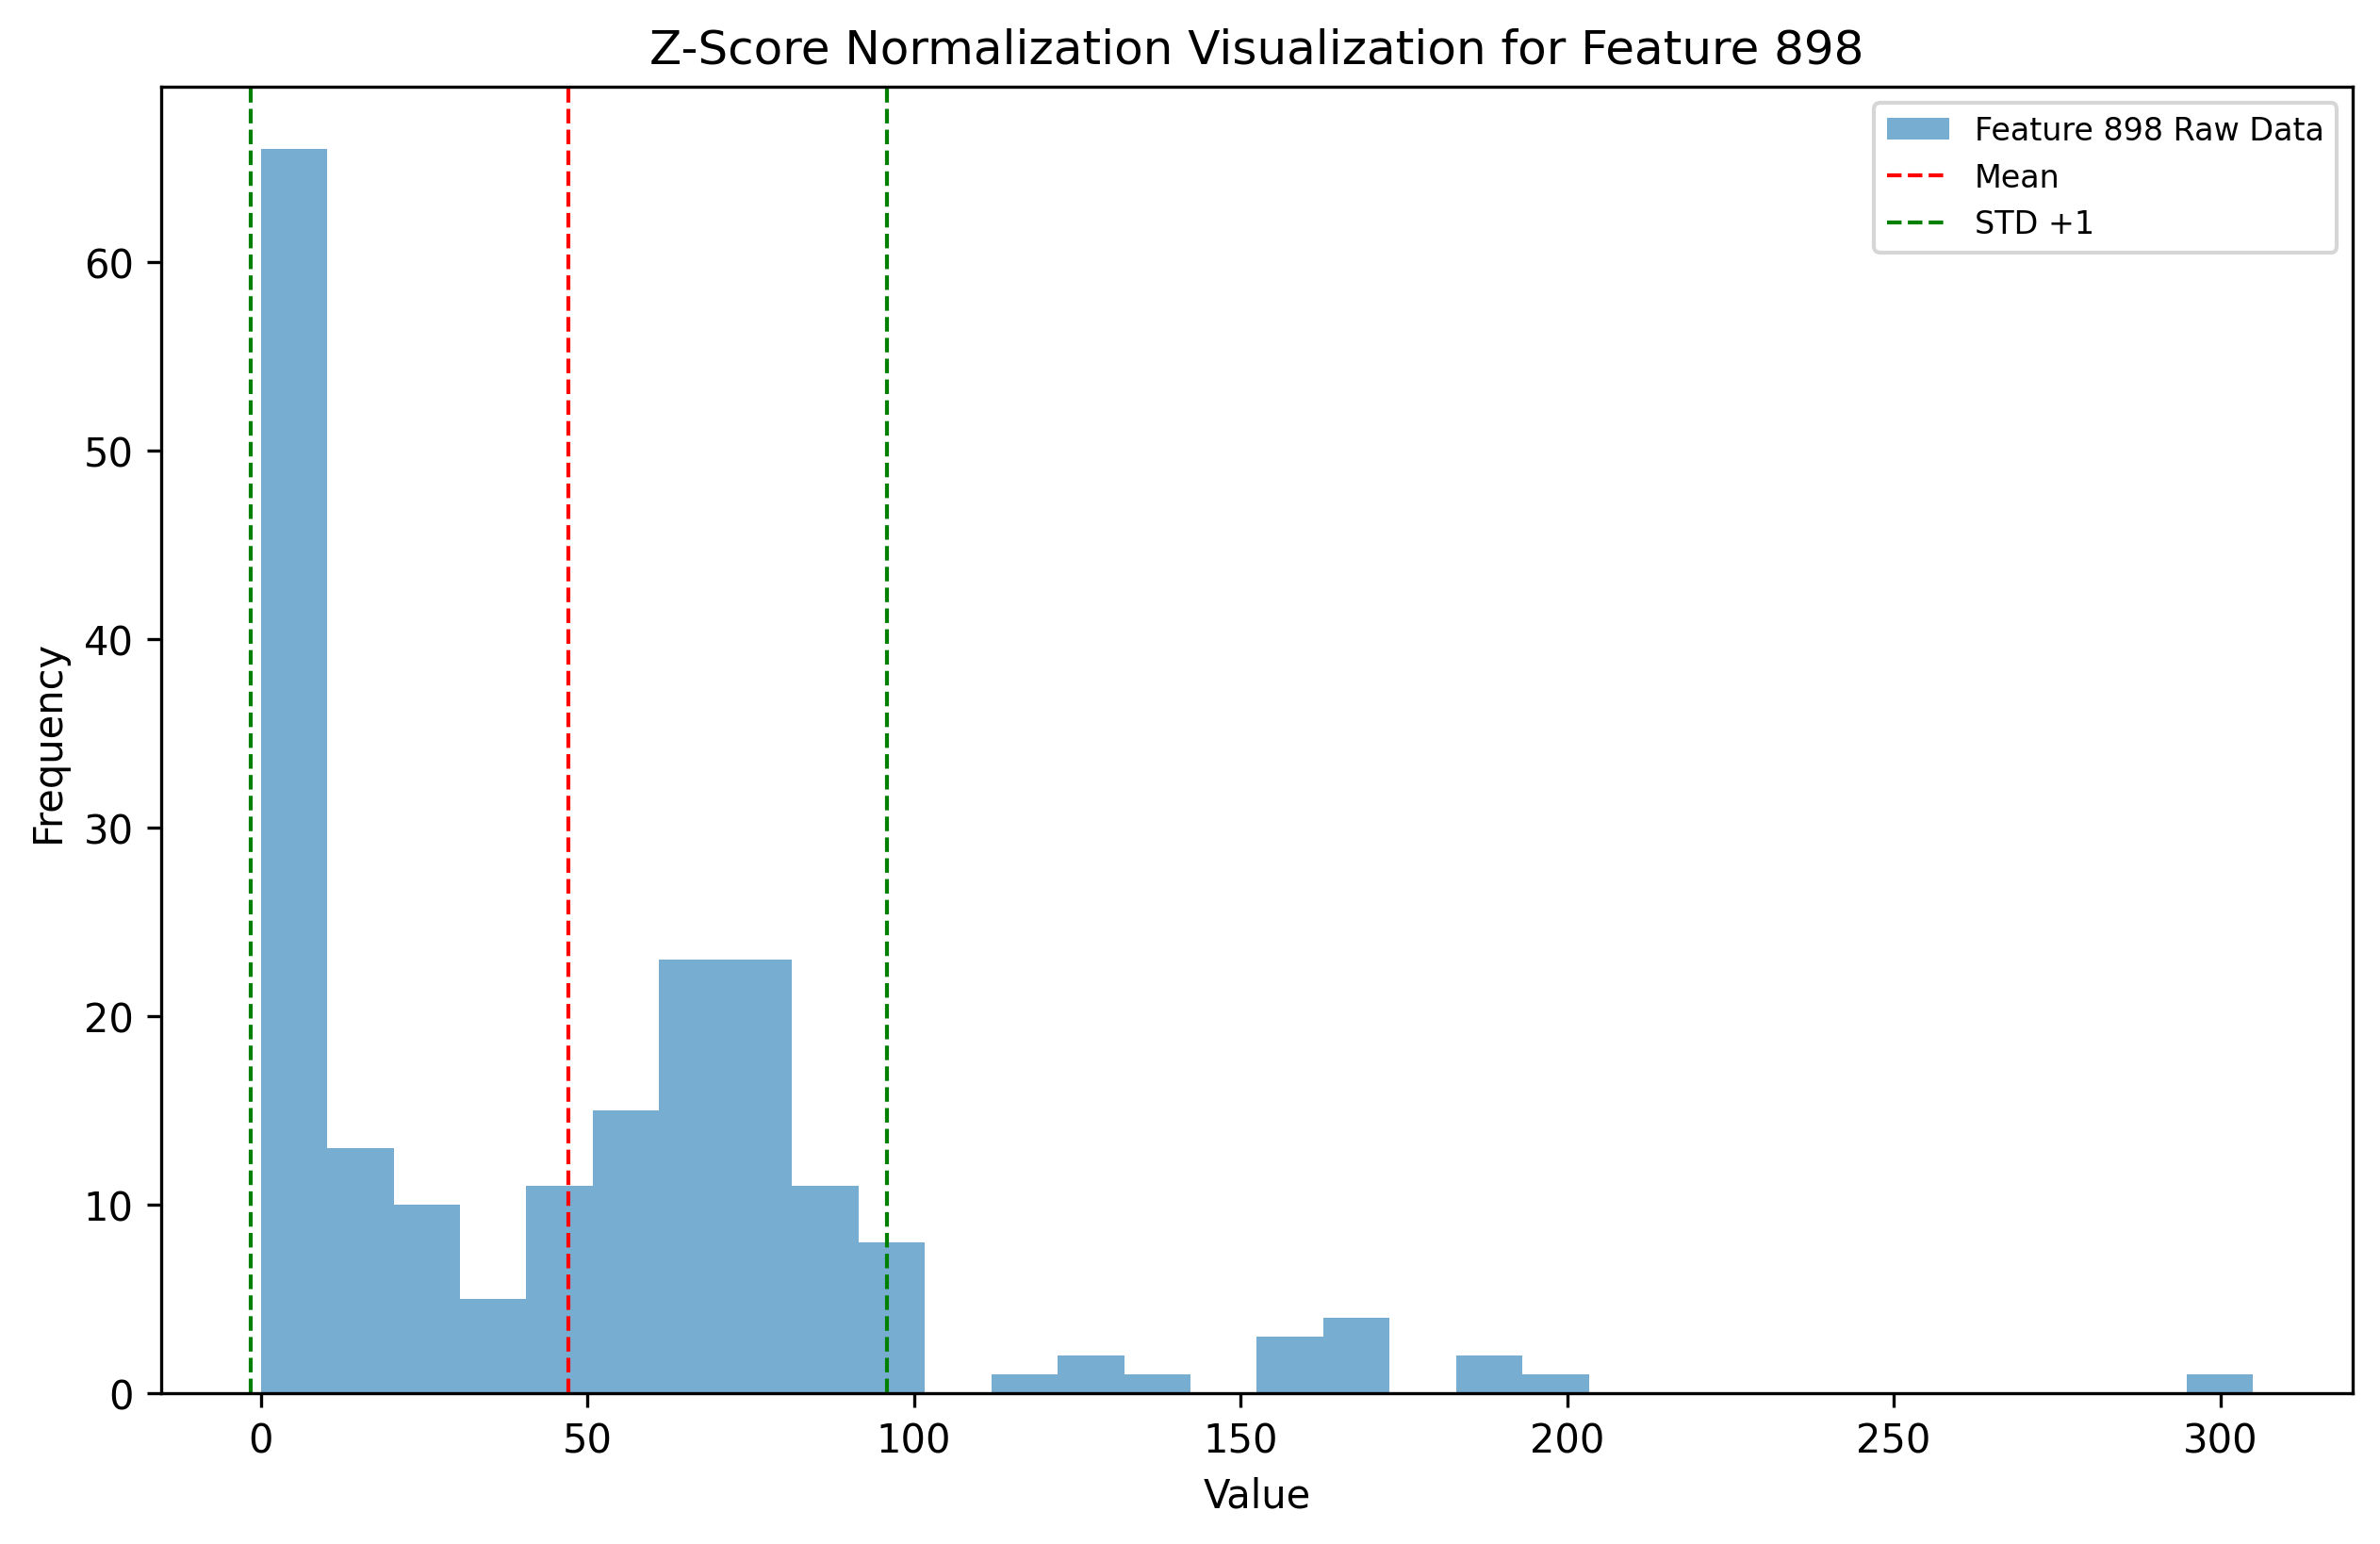 Z-Score Normalization Visualization for Feature 898
Feature 898 Raw Data
Mean
STD +1
60
50
40
30
20
10
0
Frequency
0 50 100 150 200 250 300
Value